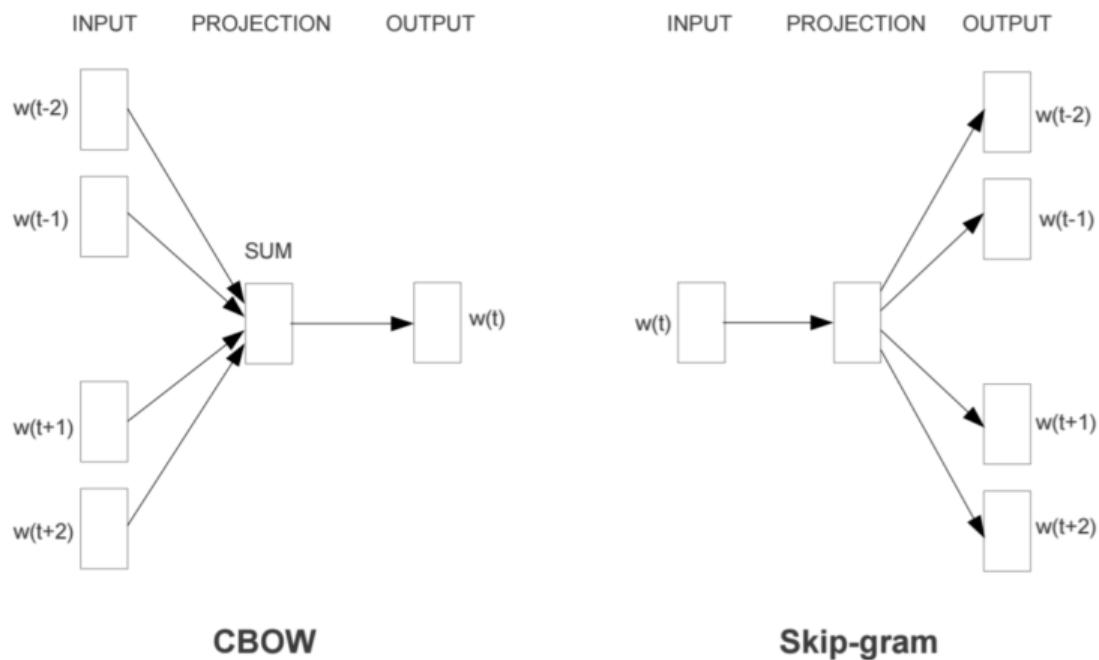 INPUT PROJECTION OUTPUT
w(t-2)
w(t-1)
SUM
w(t)
w(t+1)
w(t+2)
CBOW
INPUT PROJECTION OUTPUT
w(t-2)
w(t-1)
w(t)
w(t+1)
w(t+2)
Skip-gram